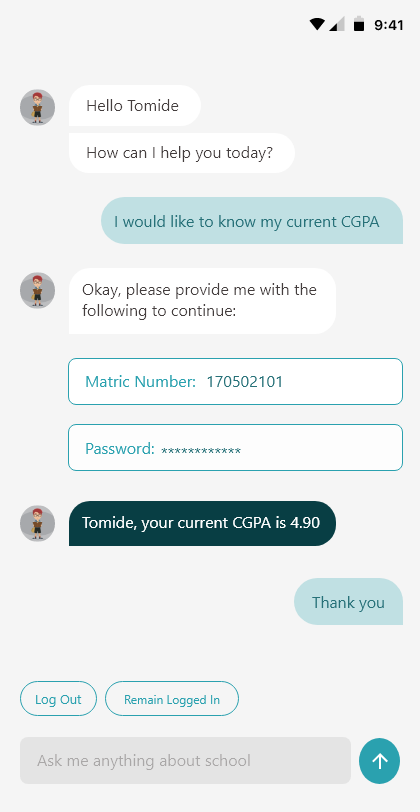 9:41
Hello Tomide
How can I help you today?
I would like to know my current CGPA
Okay, please provide me with the
following to continue:
Matric Number: 170502101
Password: ************
Tomide, your current CGPA is 4.90
Thank you
Log Out
Remain Logged In
Ask me anything about school